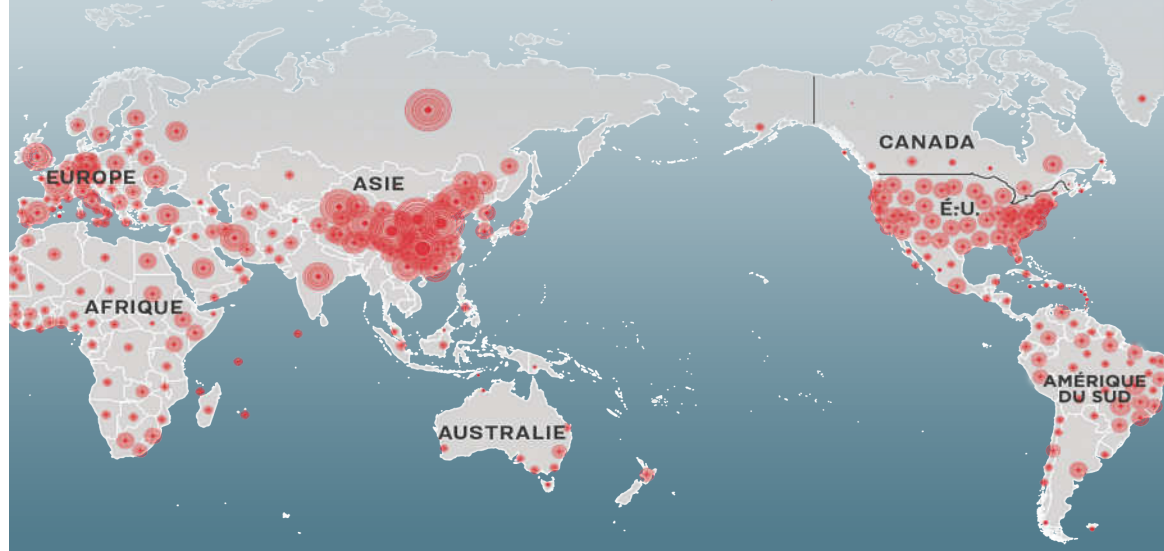 CANADA
EUROPE
ASIE
É.-U.
AFRIQUE
AMÉRIQUE
DU SUD
AUSTRALIE